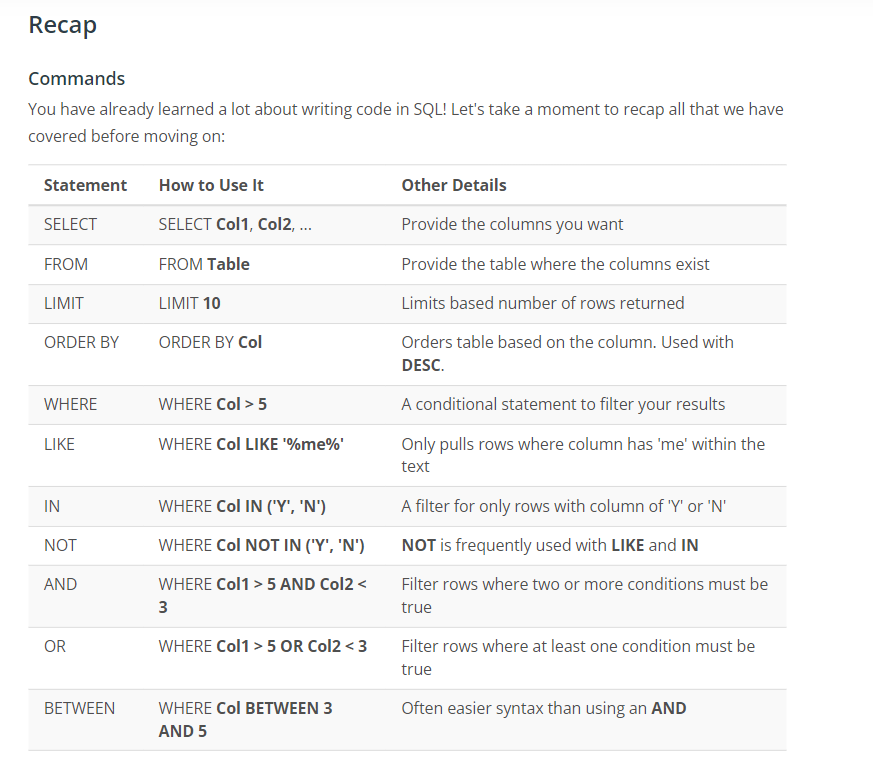 Recap
Commands
You have already learned a lot about writing code in SQL! Let's take a moment to recap all that we have
covered before moving on:
Statement How to Use It Other Details
SELECT SELECT Col1, Col2, ... Provide the columns you want
FROM FROM Table Provide the table where the columns exist
LIMIT LIMIT 10 Limits based number of rows returned
ORDER BY ORDER BY Col Orders table based on the column. Used with
DESC.
WHERE WHERE Col > 5 A conditional statement to filter your results
LIKE WHERE Col LIKE '%me%' Only pulls rows where column has 'me' within the
text
IN WHERE Col IN ('Y', 'N') A filter for only rows with column of 'Y' or 'N'
NOT WHERE Col NOT IN ('Y', 'N') NOT is frequently used with LIKE and IN
AND WHERE Col1 > 5 AND Col2 < Filter rows where two or more conditions must be
3 true
OR WHERE Col1 > 5 OR Col2 < 3 Filter rows where at least one condition must be
true
BETWEEN WHERE Col BETWEEN 3 Often easier syntax than using an AND
AND 5